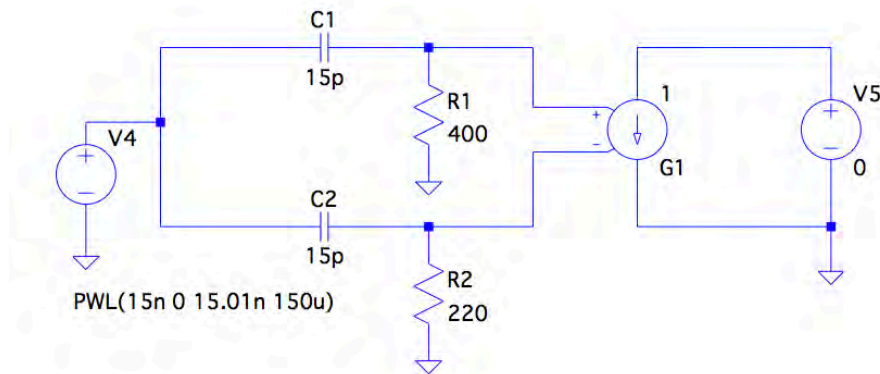 C1
15p
R1
400
V4
+
−
+
−
1
G1
V5
+
−
0
C2
15p
R2
220
PWL(15n 0 15.01n 150u)